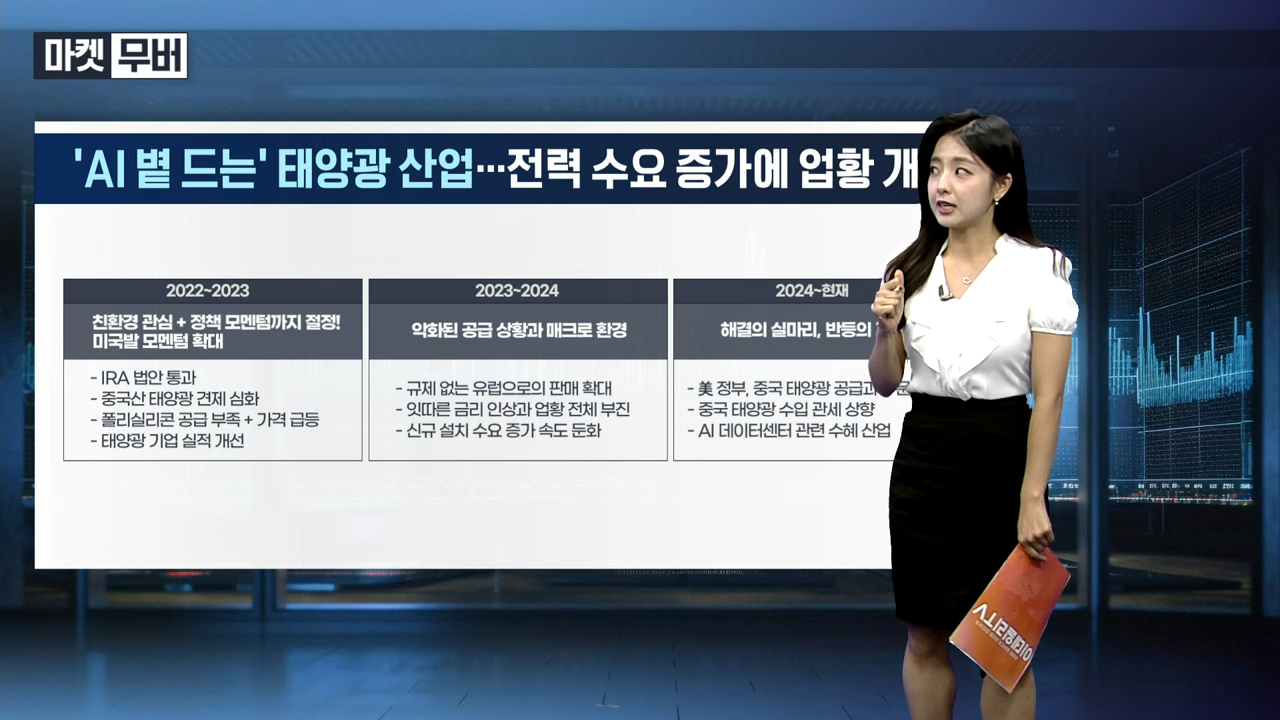 마켓무버
'AI 볕 드는' 태양광 산업…전력 수요 증가에 업황 개
2022~2023
친환경 관심 + 정책 모멘텀까지 절정!
미국발 모멘텀 확대
- IRA 법안 통과
- 중국산 태양광 견제 심화
- 폴리실리콘 공급 부족 + 가격 급등
- 태양광 기업 실적 개선
2023~2024
악화된 공급 상황과 매크로 환경
- 규제 없는 유럽으로의 판매 확대
- 잇따른 금리 인상과 업황 전체 부진
- 신규 설치 수요 증가 속도 둔화
2024~현재
해결의 실마리, 반등의
- 美 정부, 중국 태양광 공급과
- 중국 태양광 수입 관세 상향
- AI 데이터센터 관련 수혜 산업
이데일리TV